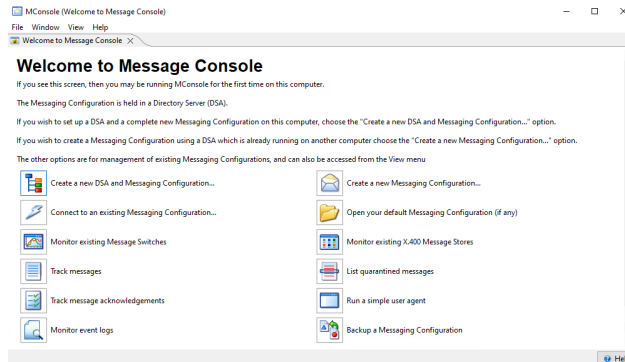 MConsole (Welcome to Message Console)
File Window View Help
Welcome to Message Console
Welcome to Message Console
If you see this screen, then you may be running MConsole for the first time on this computer.
The Messaging Configuration is held in a Directory Server (DSA).
If you wish to set up a DSA and a complete new Messaging Configuration on this computer, choose the "Create a new DSA and Messaging Configuration..." option.
If you wish to create a Messaging Configuration using a DSA which is already running on another computer choose the "Create a new Messaging Configuration..." option.
The other options are for management of existing Messaging Configurations, and can also be accessed from the View menu
Create a new DSA and Messaging Configuration... Create a new Messaging Configuration...
Connect to an existing Messaging Configuration... Open your default Messaging Configuration (if any)
Monitor existing Message Switches Monitor existing X.400 Message Stores
Track messages List quarantined messages
Track message acknowledgements Run a simple user agent
Monitor event logs Backup a Messaging Configuration